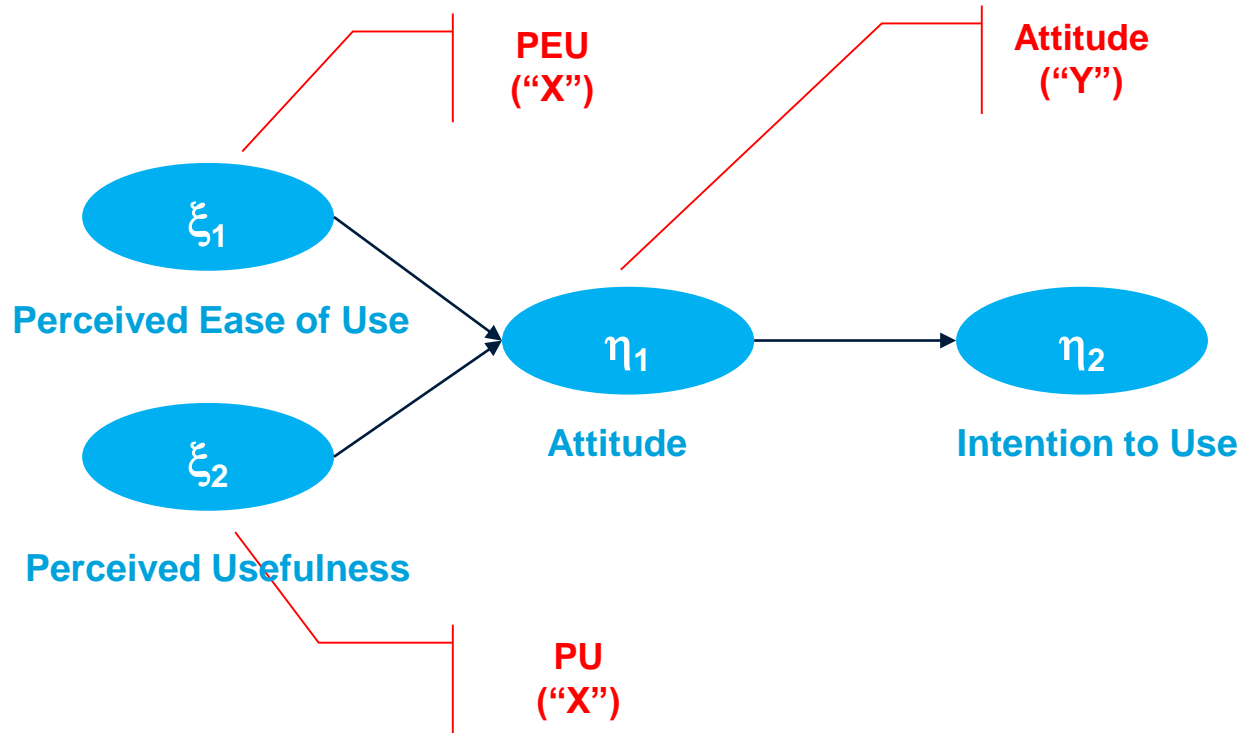 PEU
(“X”)
Attitude
(“Y”)
ξ1
Perceived Ease of Use
η1
Attitude
η2
Intention to Use
ξ2
Perceived Usefulness
PU
(“X”)